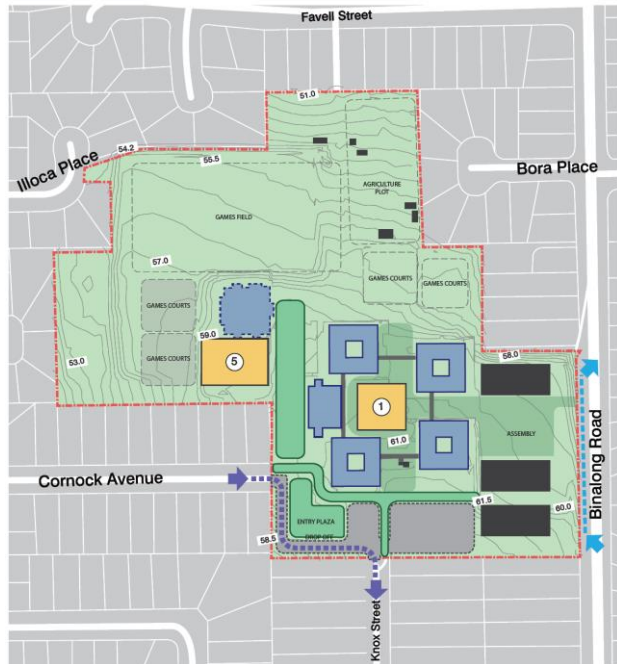 Favell Street
51.0
54.2
55.5
Illoca Place
Bora Place
AGRICULTURE
PLOT
GAMES FIELD
57.0
GAMES COURTS
GAMES COURTS
GAMES COURTS
59.0
58.0
53.0
GAMES COURTS
5
1
ASSEMBLY
61.0
Binalong Road
Cornock Avenue
61.5
60.0
ENTRY PLAZA
DROP OFF
58.5
Knox Street